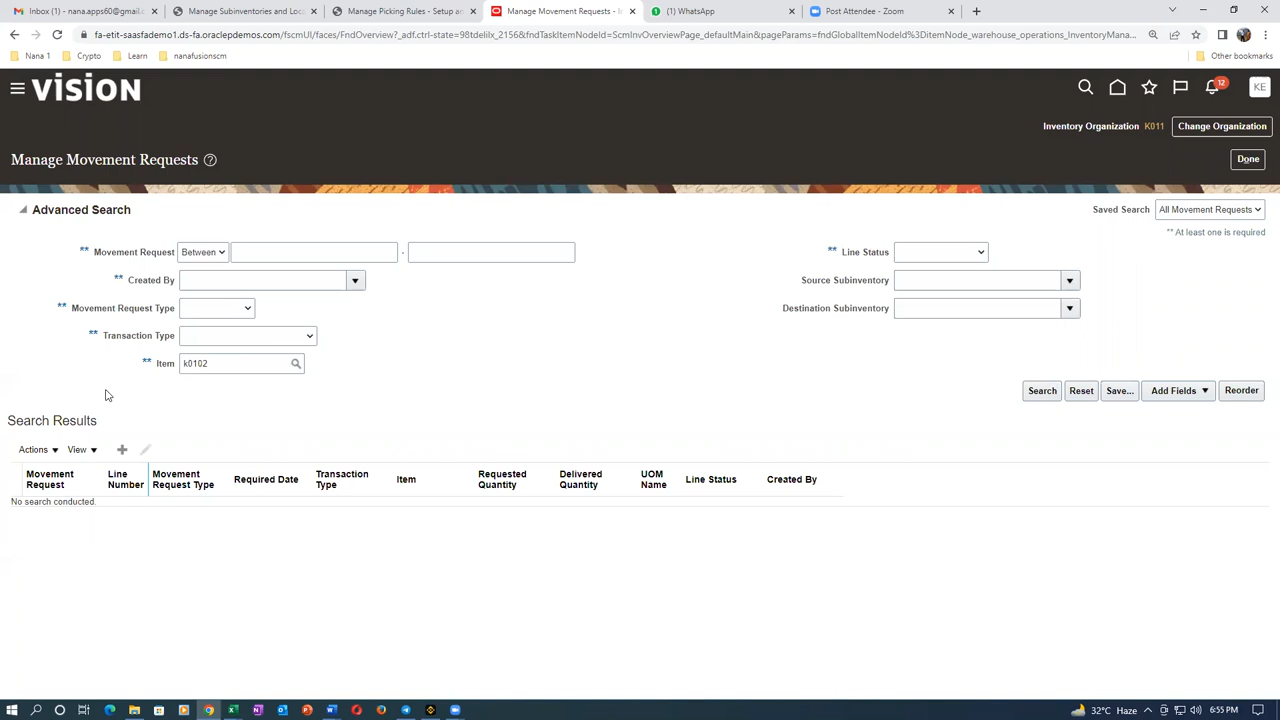 Inbox (1) - nana.apps60@gmail.co
Manage Subinventories and Loca
Manage Picking Rules - Setup an
Manage Movement Requests - In
(1) WhatsApp
Post Attendee - Zoom
fa-etit-saasfademo1.ds-fa.oraclepdemos.com/fscmUI/faces/FndOverview?_adf.ctrl-state=98tdelilx_2156&fndTaskItemNodeId=ScmInvOverviewPage_defaultMain&pageParams=fndGlobalItemNodeId%3DitemNode_warehouse_operations_InventoryMana...
Nana 1
Crypto
Learn
nanafusionscm
Other bookmarks
VISION
12
KE
Inventory Organization K011
Change Organization
Manage Movement Requests
Done
Advanced Search
Saved Search All Movement Requests
** At least one is required
** Movement Request Between -
** Line Status
** Created By
Source Subinventory
** Movement Request Type
Destination Subinventory
** Transaction Type
** Item k0102
Search Reset Save... Add Fields Reorder
Search Results
Actions View
Movement Request
Line Number
Movement Request Type
Required Date
Transaction Type
Item
Requested Quantity
Delivered Quantity
UOM Name
Line Status
Created By
No search conducted.
32°C Haze
6:55 PM